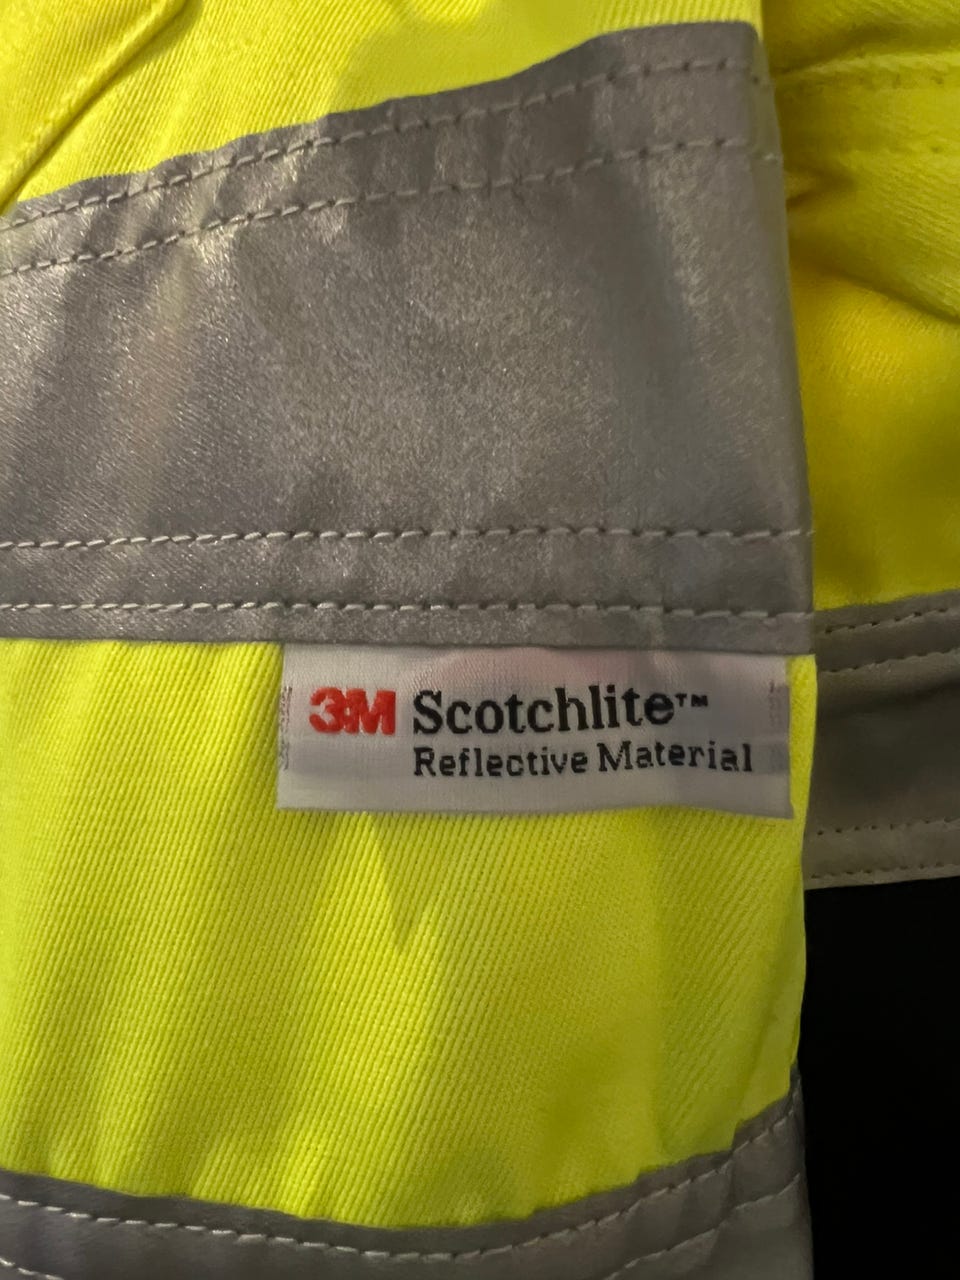 3M Scotchlite™
Reflective Material